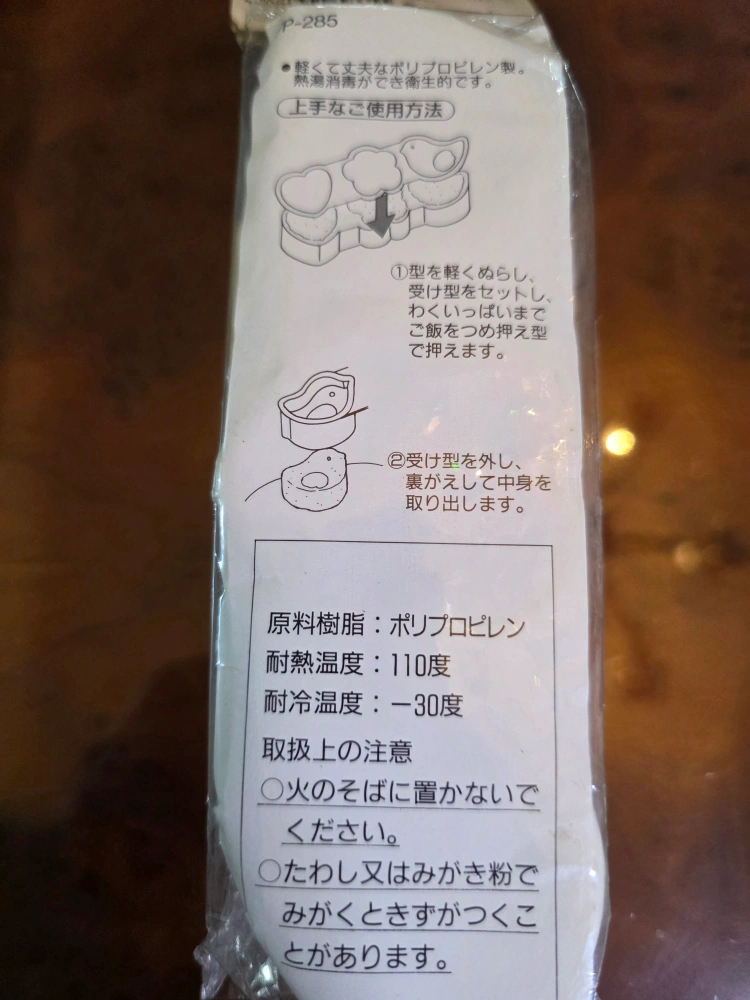 P-285
●軽くて丈夫なポリプロピレン製。
熱湯消毒ができ衛生的です。
上手なご使用方法
①型を軽くぬらし、
受け型をセットし、
わくいっぱいまで
ご飯をつめ押え型
で押えます。
②受け型を外し、
裏がえして中身を
取り出します。
原料樹脂：ポリプロピレン
耐熱温度：110度
耐冷温度：－30度
取扱上の注意
○火のそばに置かないで
ください。
○たわし又はみがき粉で
みがくときずがつくこ
とがあります。